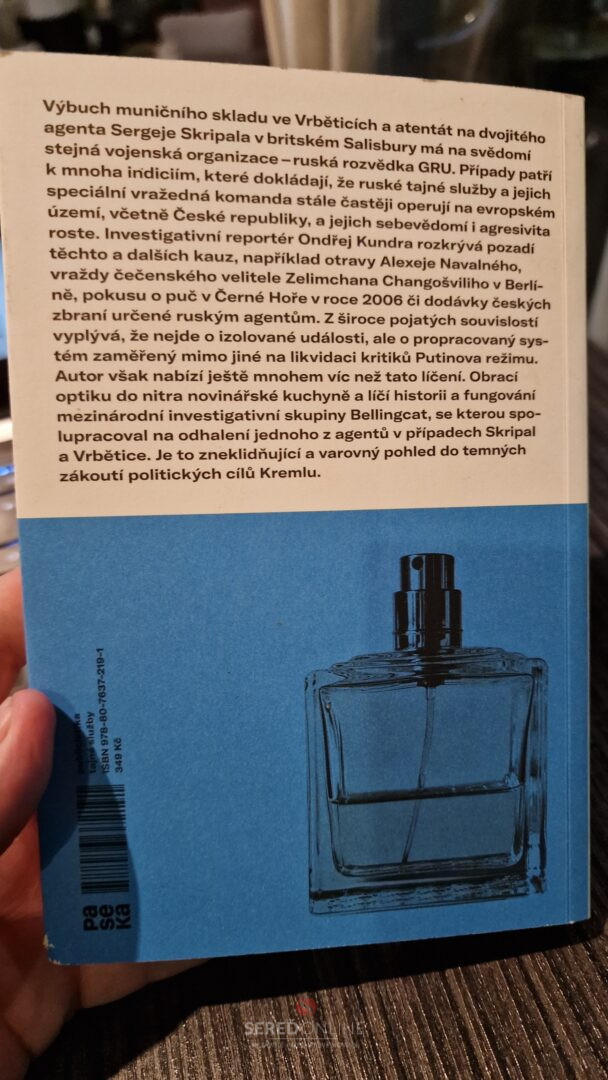 Výbuch muničního skladu ve Vrběticích a atentát na dvojitého
agenta Sergeje Skripala v britském Salisbury má na svědomí
stejná vojenská organizace – ruská rozvědka GRU. Případy patří
k mnoha indiciím, které dokládají, že ruské tajné služby a jejich
speciální vražedná komanda stále častěji operují na evropském
území, včetně České republiky, a jejich sebevědomí i agresivita
roste. Investigativní reportér Ondřej Kundra rozkrývá pozadí
těchto a dalších kauz, například otravy Alexeje Navalného,
vraždy čečenského velitele Zelimchana Changošviliho v Berlí-
ně, pokusu o puč v Černé Hoře v roce 2006 či dodávky českých
zbraní určené ruským agentům. Z široce pojatých souvislostí
vyplývá, že nejde o izolované události, ale o propracovaný sys-
tém zaměřený mimo jiné na likvidaci kritiků Putinova režimu.
Autor však nabízí ještě mnohem víc než tato líčení. Obrací
optiku do nitra novinářské kuchyně a líčí historii a fungování
mezinárodní investigativní skupiny Bellingcat, se kterou spo-
lupracoval na odhalení jednoho z agentů v případech Skripal
a Vrbětice. Je to zneklidňující a varovný pohled do temných
zákoutí politických cílů Kremlu.
tajné služby
ISBN 978-80-7637-219-1
349 Kč
pa
se
ka
SEREĎONLINE